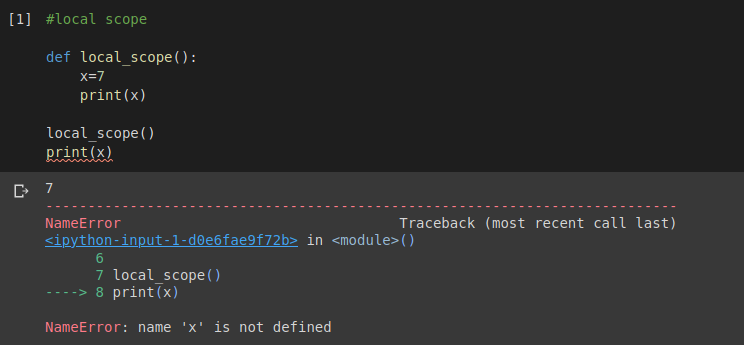 [1] #local scope
def local_scope():
x=7
print(x)
local_scope()
print(x)
7
---------------------------------------------------------------------------
NameError Traceback (most recent call last)
<ipython-input-1-d0e6fae9f72b> in <module>()
6
7 local_scope()
----> 8 print(x)
NameError: name 'x' is not defined